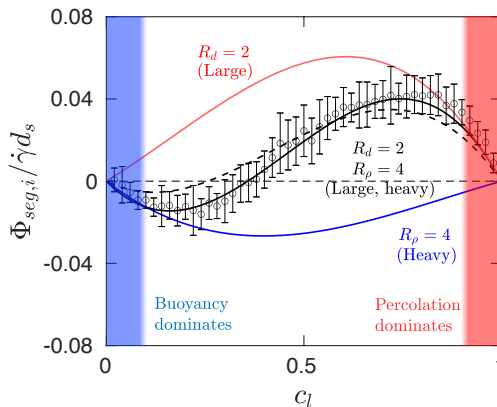 0.08
0.04
0
-0.04
-0.08
Φ_{seg,i}/γ̇d_s
R_d = 2
(Large)
R_d = 2
R_ρ = 4
(Large, heavy)
R_ρ = 4
(Heavy)
Buoyancy
dominates
Percolation
dominates
0
0.5
1
c_l